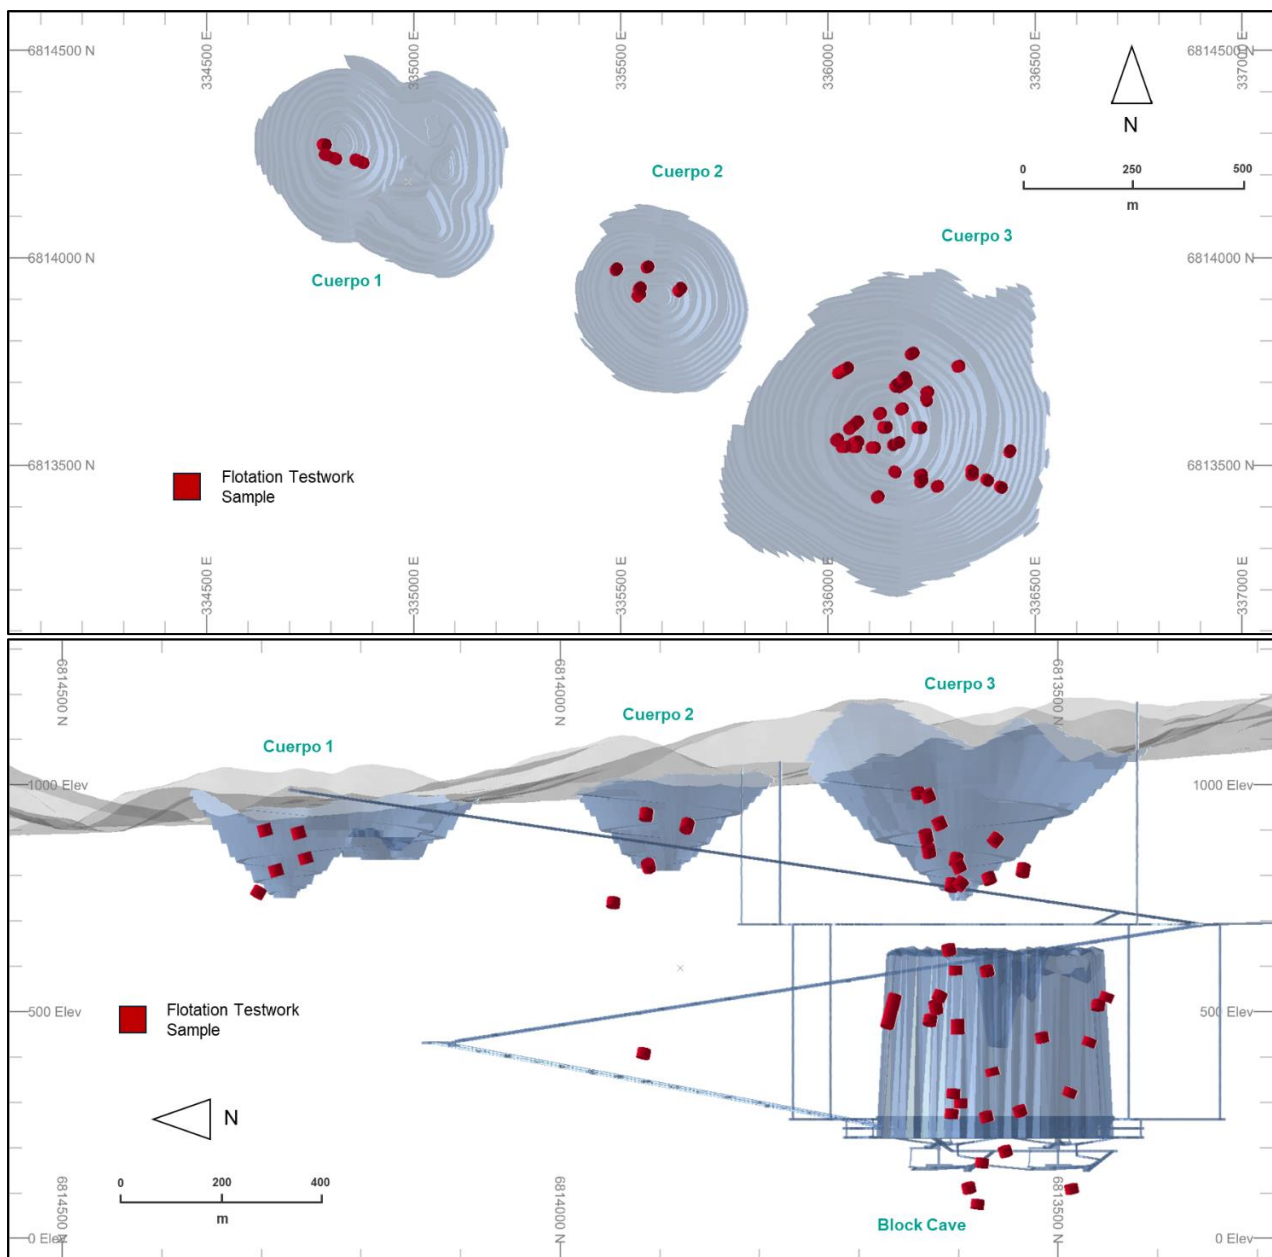 334500 E
335000 E
335500 E
336000 E
336500 E
337000 E
6814500 N
6814500 N
N
Cuerpo 2
0 250 500
m
Cuerpo 3
6814000 N
6814000 N
Cuerpo 1
6813500 N
6813500 N
Flotation Testwork
Sample
334500 E
335000 E
335500 E
336000 E
336500 E
337000 E
6814500 N
6814000 N
6813500 N
Cuerpo 3
Cuerpo 2
Cuerpo 1
1000 Elev
1000 Elev
500 Elev
500 Elev
Flotation Testwork
Sample
N
0 200 400
m
Block Cave
6814500 N
6814000 N
6813500 N
0 Elev
0 Elev